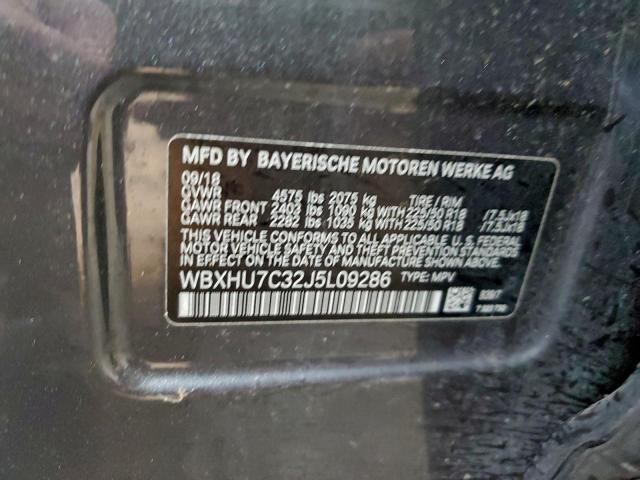 MFD BY BAYERISCHE MOTOREN WERKE AG
09/18
GVWR 4575 lbs 2075 kg TIRE / RIM
GAWR FRONT 2403 lbs 1090 kg WITH 225/50 R18 /7.5Jx18
GAWR REAR 2282 lbs 1035 kg WITH 225/50 R18 /7.5Jx18
THIS VEHICLE CONFORMS TO ALL APPLICABLE FEDERAL
MOTOR VEHICLE SAFETY AND THEFT PREVENTION STANDARDS
IN EFFECT ON THE DATE OF MANUFACTURE SHOWN ABOVE.
WBXHU7C32J5L09286 TYPE: MPV